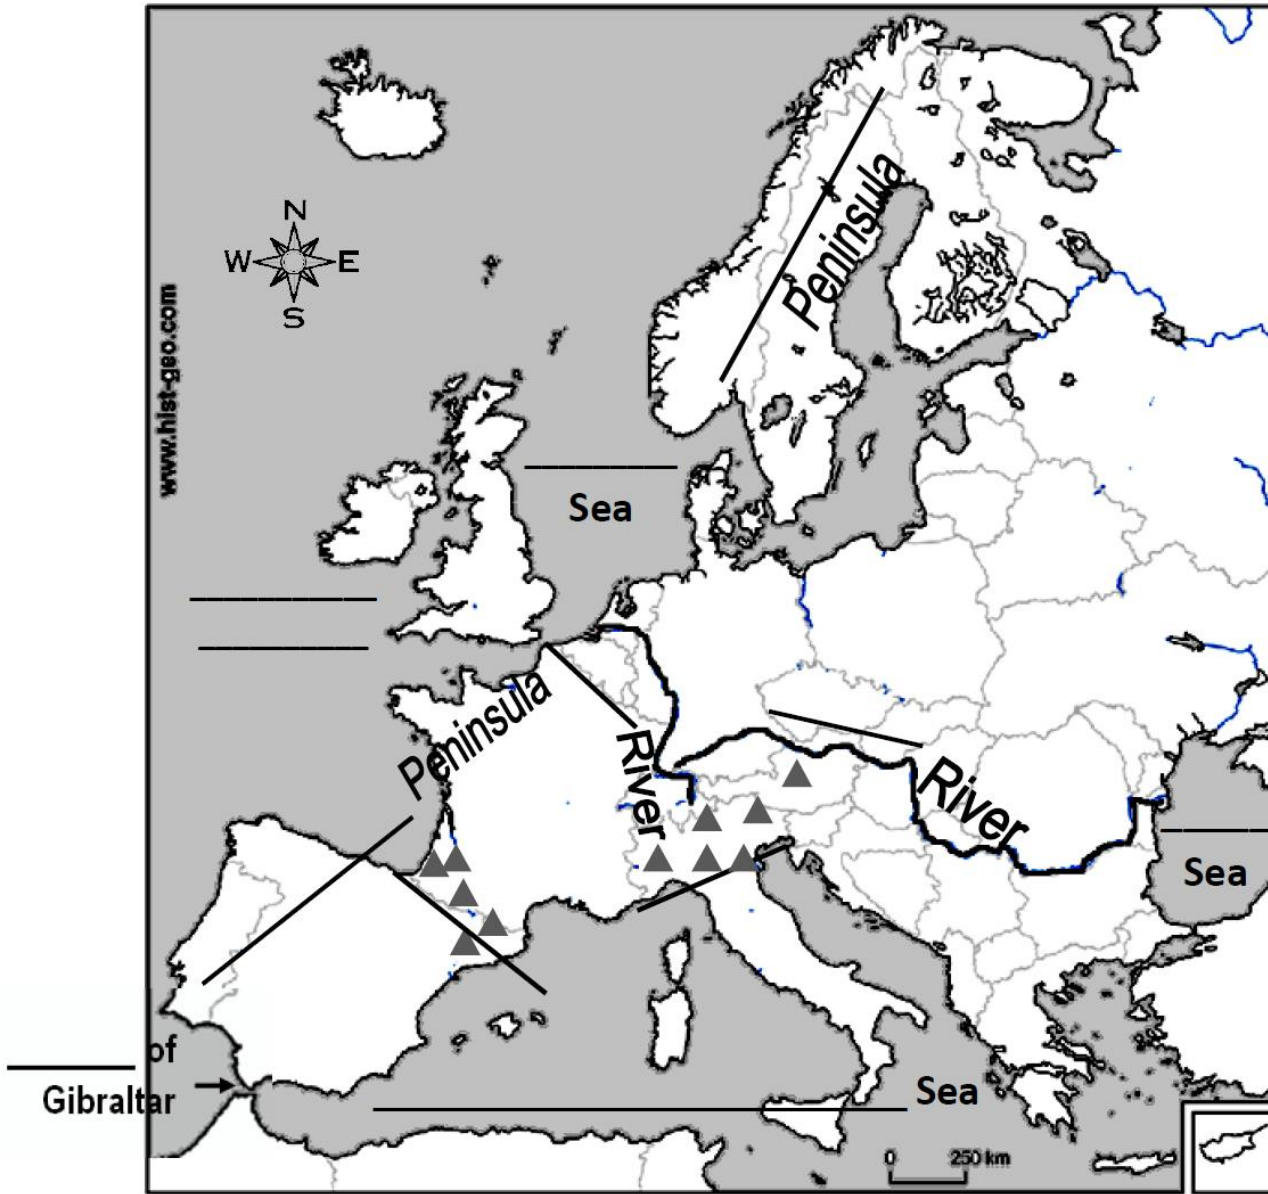 N
W E
S
www.hist-geo.com
Peninsula
Sea
Peninsula
River
River
Sea
of
Gibraltar
Sea
0 250 km